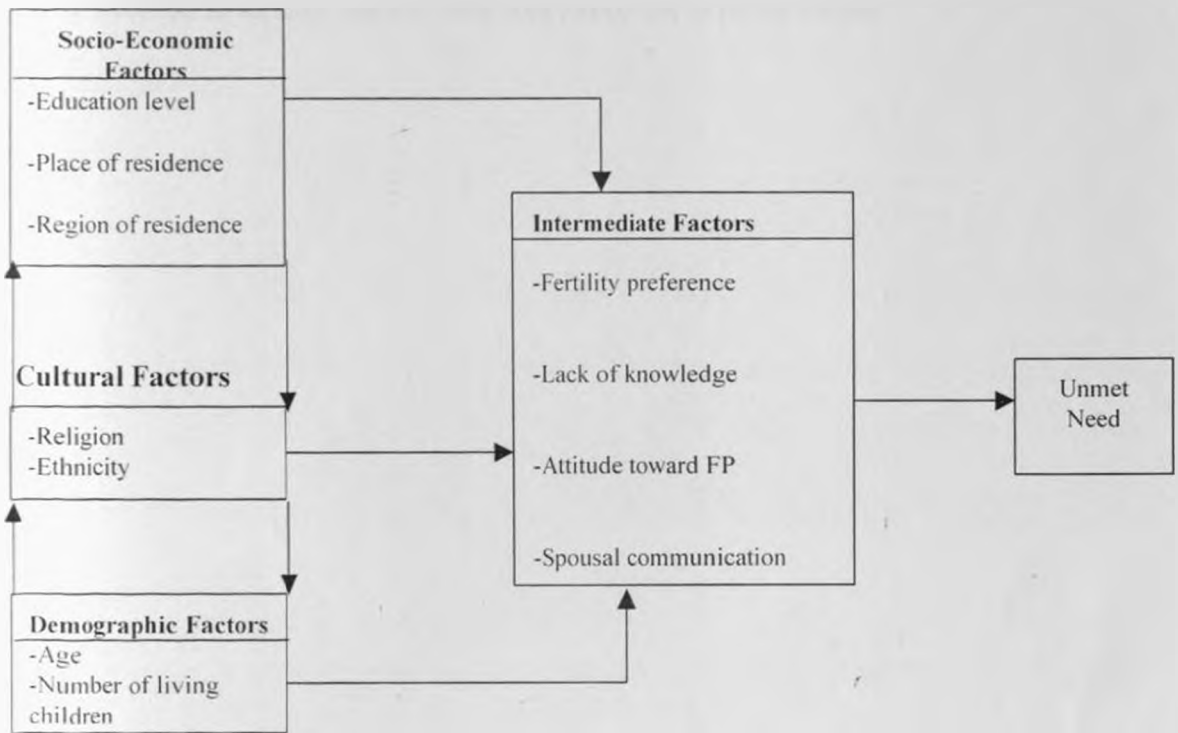 Socio-Economic
Factors
-Education level
-Place of residence
-Region of residence
Cultural Factors
-Religion
-Ethnicity
Demographic Factors
-Age
-Number of living
children
Intermediate Factors
-Fertility preference
-Lack of knowledge
-Attitude toward FP
-Spousal communication
Unmet
Need